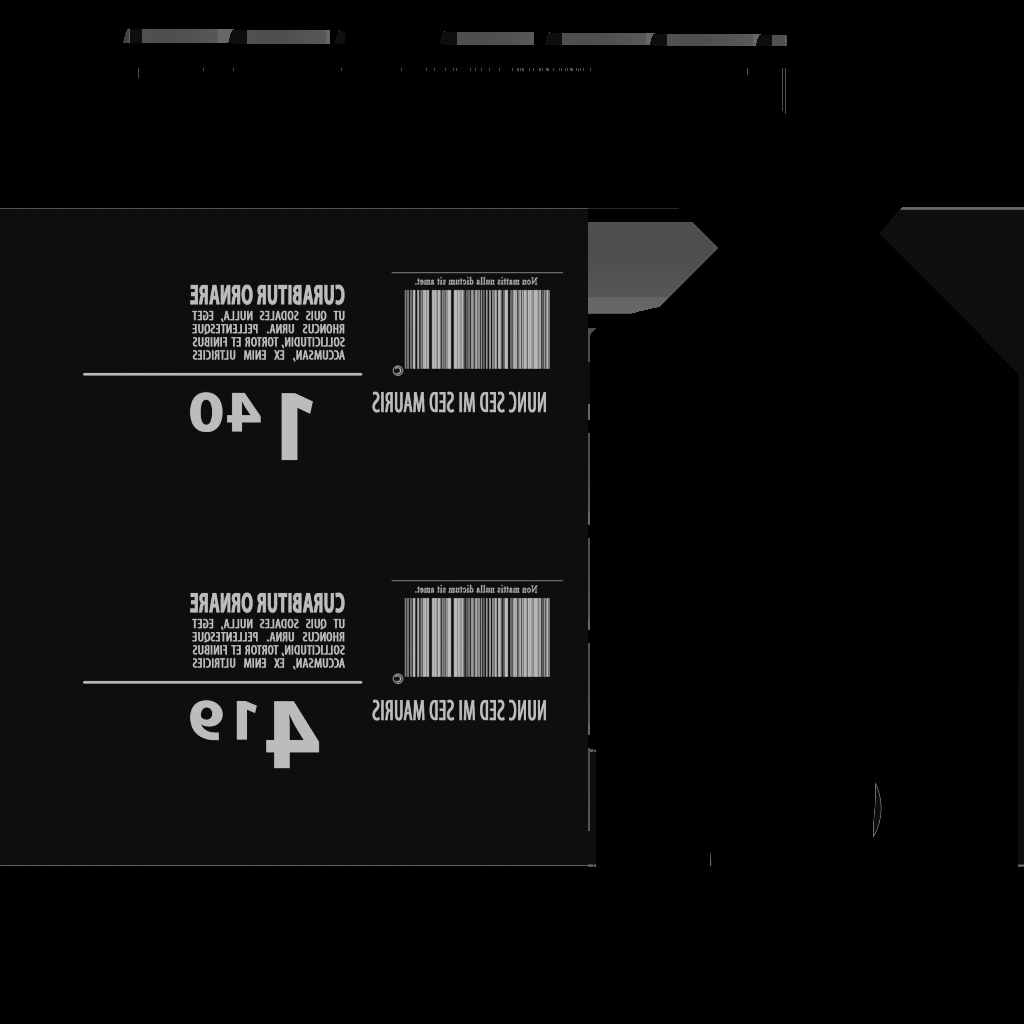 CURABITUR ORNARE
UT QUIS SODALES NULLA, EGET
RHONCUS URNA. PELLENTESQUE
SOLLICITUDIN, TORTOR ET FINIBUS
ACCUMSAN, EX ENIM ULTRICIES
1 40
Non mattis nulla dictum sit amet.
NUNC SED MI SED MAURIS
CURABITUR ORNARE
UT QUIS SODALES NULLA, EGET
RHONCUS URNA. PELLENTESQUE
SOLLICITUDIN, TORTOR ET FINIBUS
ACCUMSAN, EX ENIM ULTRICIES
4 19
Non mattis nulla dictum sit amet.
NUNC SED MI SED MAURIS